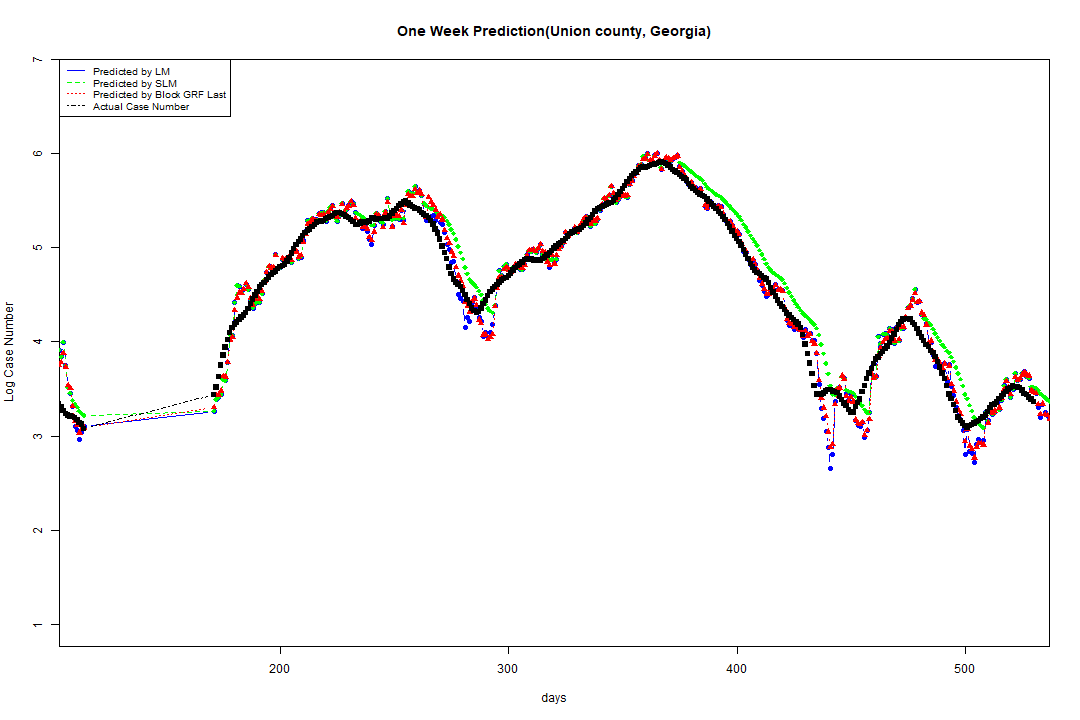 One Week Prediction(Union county, Georgia)
Predicted by LM
Predicted by SLM
Predicted by Block GRF Last
Actual Case Number
7
6
5
4
3
2
1
Log Case Number
200 300 400 500
days